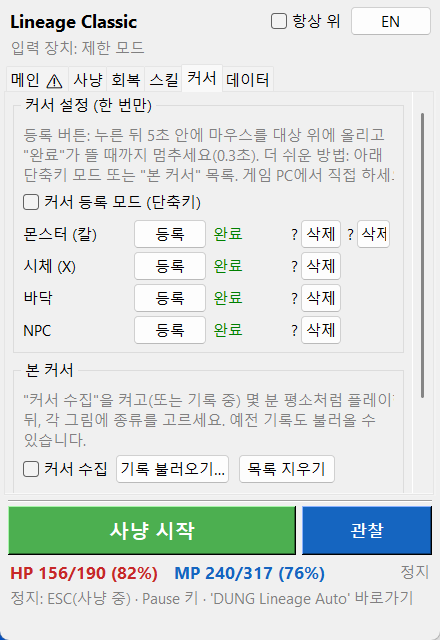 Lineage Classic
항상 위
EN
입력 장치: 제한 모드
메인 ⚠ 사냥 회복 스킬 커서 데이터
커서 설정 (한 번만)
등록 버튼: 누른 뒤 5초 안에 마우스를 대상 위에 올리고
"완료"가 뜰 때까지 멈추세요(0.3초). 더 쉬운 방법: 아래
단축키 모드 또는 "본 커서" 목록. 게임 PC에서 직접 하세
커서 등록 모드 (단축키)
몬스터 (칼) 등록 완료 ? 삭제 ? 삭제
시체 (X) 등록 완료 ? 삭제
바닥 등록 완료 ? 삭제
NPC 등록 완료 ? 삭제
본 커서
"커서 수집"을 켜고(또는 기록 중) 몇 분 평소처럼 플레이
뒤, 각 그림에 종류를 고르세요. 예전 기록도 불러올 수
있습니다.
커서 수집 기록 불러오기... 목록 지우기
사냥 시작 관찰
HP 156/190 (82%) MP 240/317 (76%) 정지
정지: ESC(사냥 중) · Pause 키 · 'DUNG Lineage Auto' 바로가기